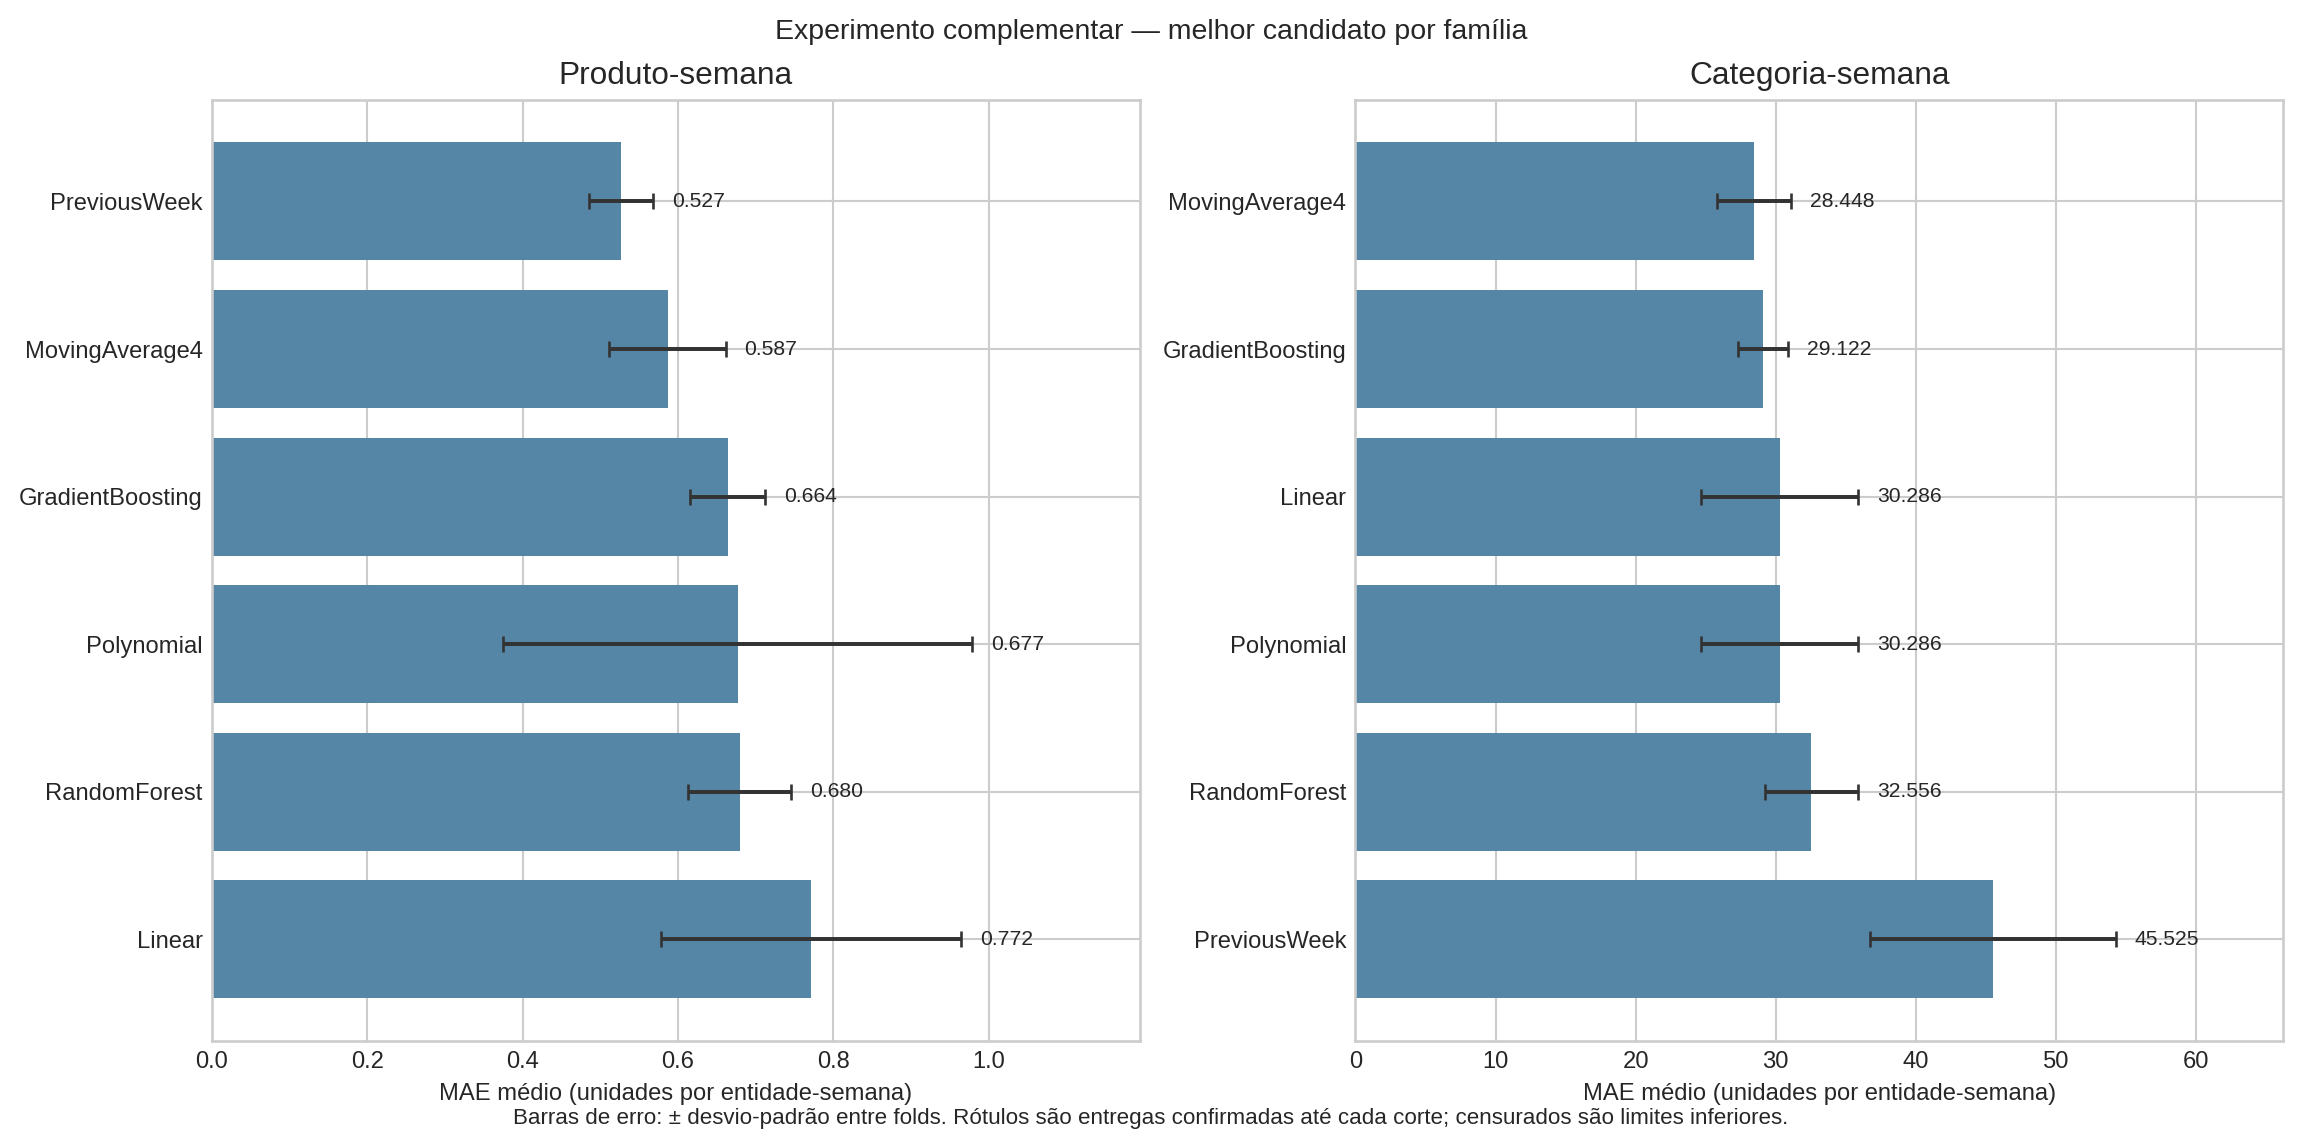 Experimento complementar — melhor candidato por família
Produto-semana
PreviousWeek
0.527
MovingAverage4
0.587
GradientBoosting
0.664
Polynomial
0.677
RandomForest
0.680
Linear
0.772
0.0 0.2 0.4 0.6 0.8 1.0
MAE médio (unidades por entidade-semana)
Categoria-semana
MovingAverage4
28.448
GradientBoosting
29.122
Linear
30.286
Polynomial
30.286
RandomForest
32.556
PreviousWeek
45.525
0 10 20 30 40 50 60
MAE médio (unidades por entidade-semana)
Barras de erro: ± desvio-padrão entre folds. Rótulos são entregas confirmadas até cada corte; censurados são limites inferiores.